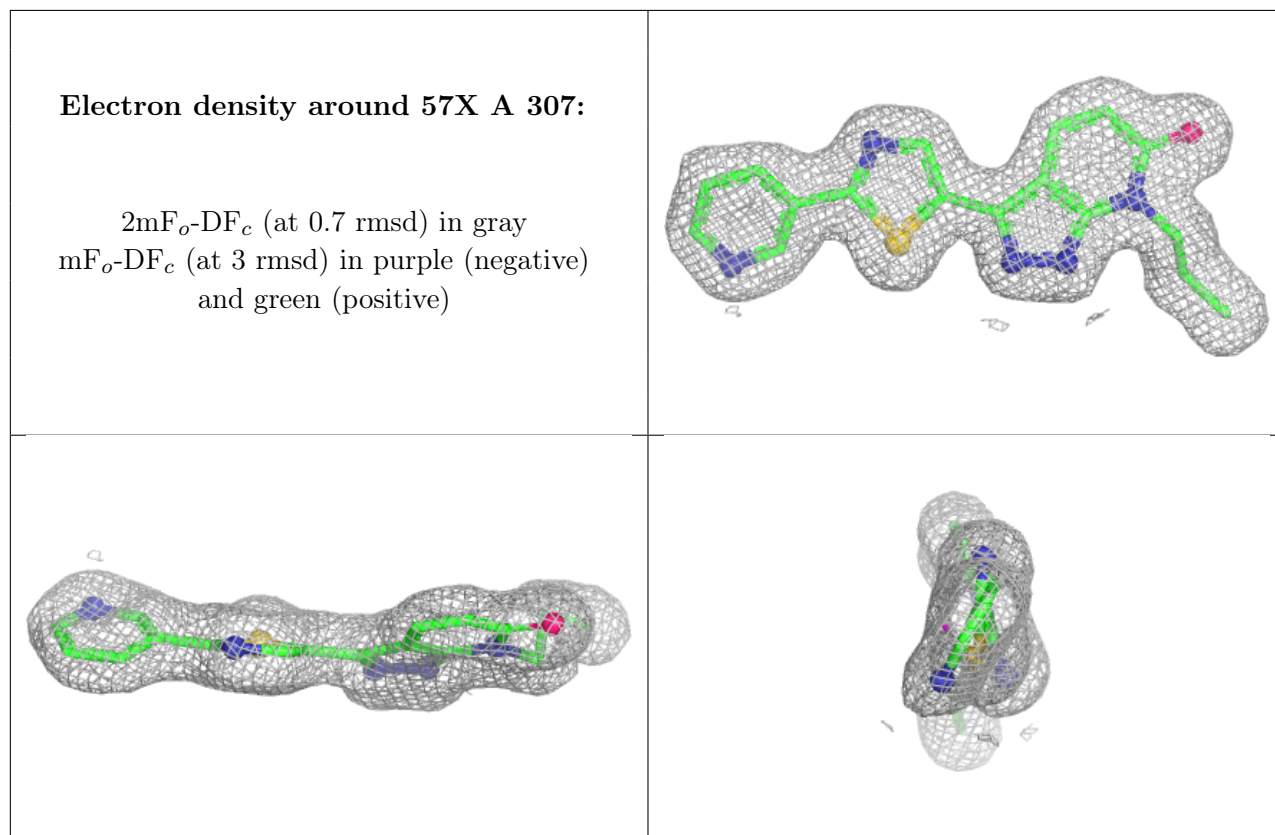 Electron density around 57X A 307:
2mFo-DFc (at 0.7 rmsd) in gray
mFo-DFc (at 3 rmsd) in purple (negative)
and green (positive)